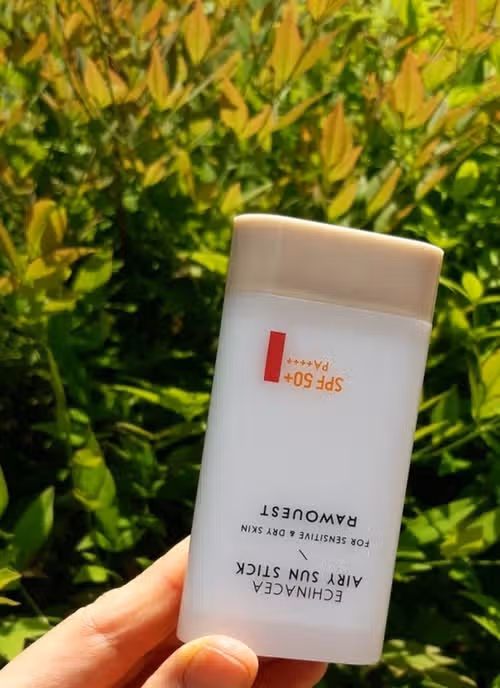 ECHINACEA
AIRY SUN STICK
\
FOR SENSITIVE & DRY SKIN
RAWQUEST
SPF 50+
PA++++